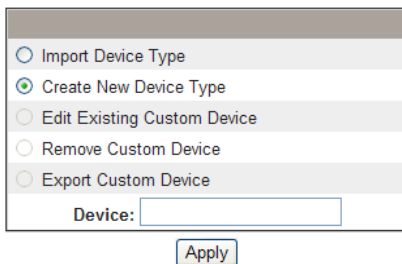 Import Device Type
Create New Device Type
Edit Existing Custom Device
Remove Custom Device
Export Custom Device
Device:
Apply